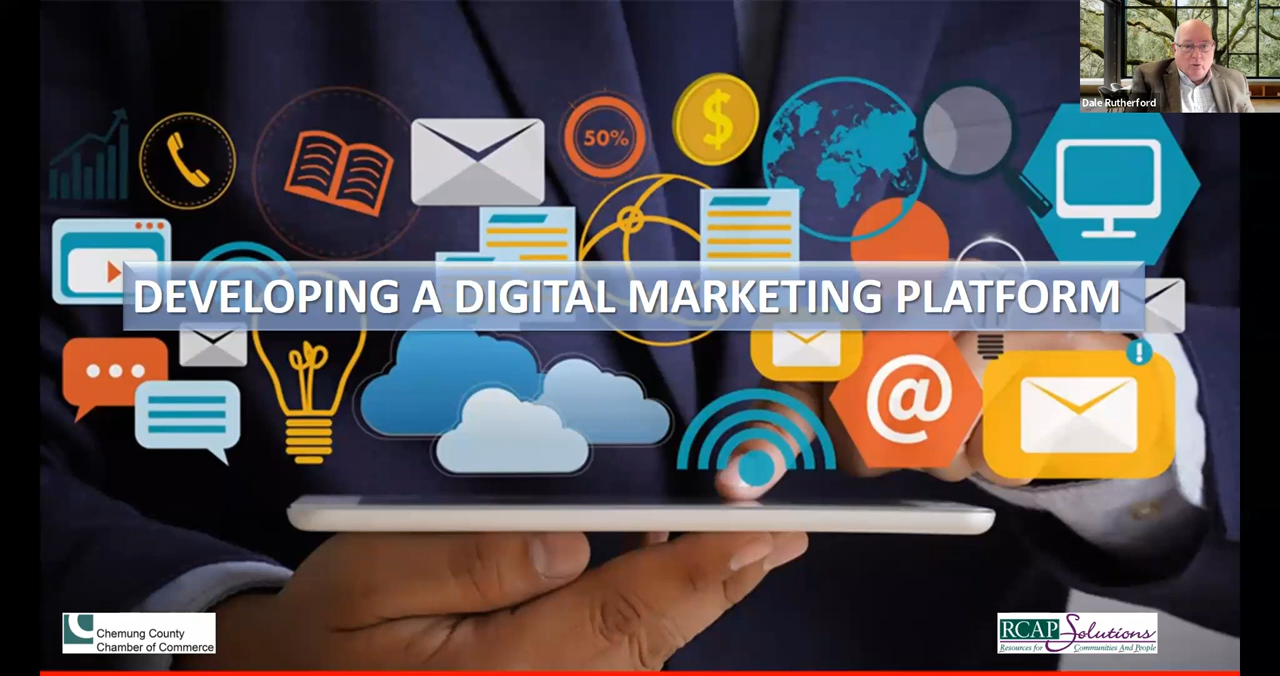 Dale Rutherford
50%
$
DEVELOPING A DIGITAL MARKETING PLATFORM
@
!
Chemung County
Chamber of Commerce
RCAP Solutions
Resources for Communities And People